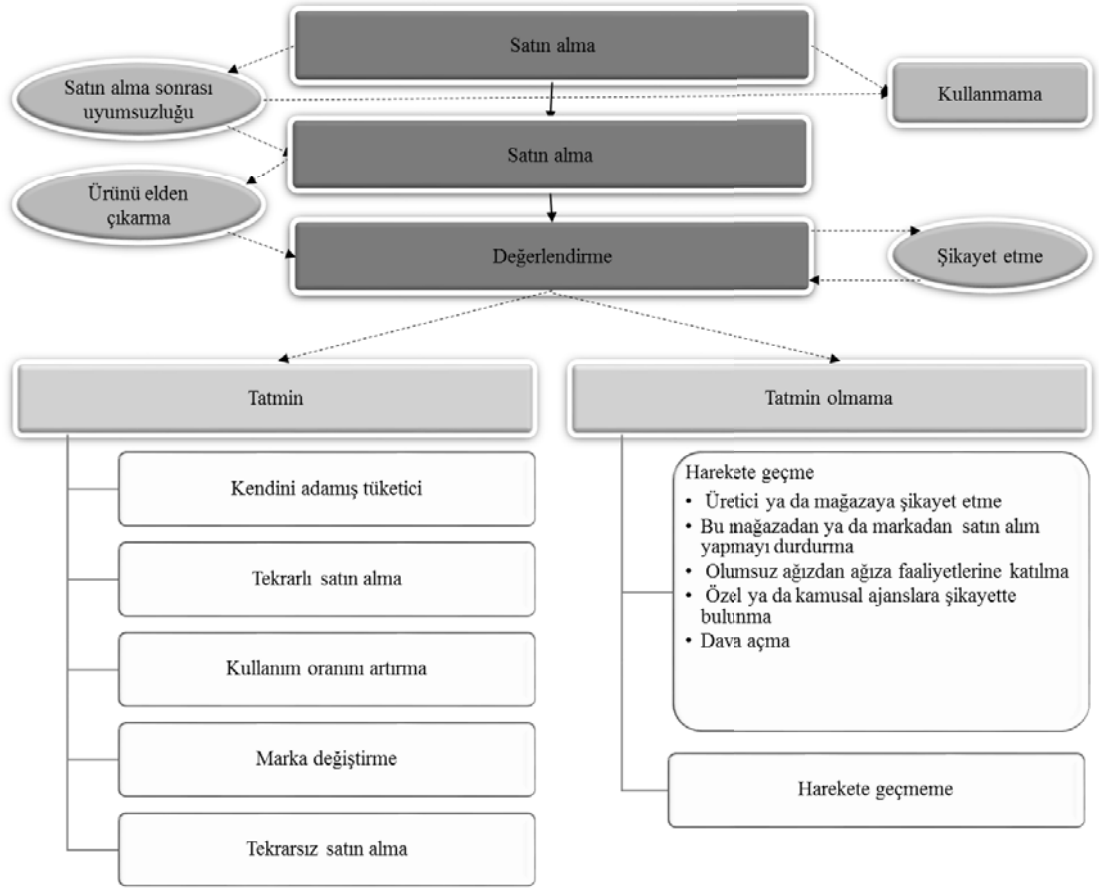 Satın alma
Satın alma sonrası
uyumsuzluğu
Kullanmama
Satın alma
Ürünü elden
çıkarma
Değerlendirme
Şikayet etme
Tatmin
Kendini adamış tüketici
Tekrarlı satın alma
Kullanım oranını artırma
Marka değiştirme
Tekrarsız satın alma
Tatmin olmama
Harekete geçme
• Üretici ya da mağazaya şikayet etme
• Bu mağazadan ya da markadan satın alım
yapmayı durdurma
• Olumsuz ağızdan ağıza faaliyetlerine katılma
• Özel ya da kamusal ajanslara şikayette
bulunma
• Dava açma
Harekete geçmeme